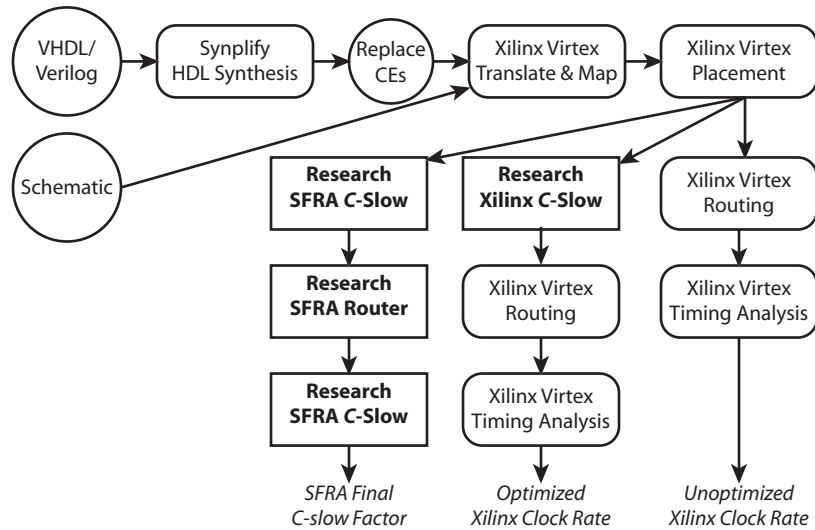 VHDL/
Verilog
Synplify
HDL Synthesis
Replace
CEs
Xilinx Virtex
Translate & Map
Xilinx Virtex
Placement
Schematic
Research
SFRA C-Slow
Research
Xilinx C-Slow
Xilinx Virtex
Routing
Research
SFRA Router
Xilinx Virtex
Routing
Xilinx Virtex
Timing Analysis
Research
SFRA C-Slow
Xilinx Virtex
Timing Analysis
SFRA Final
C-slow Factor
Optimized
Xilinx Clock Rate
Unoptimized
Xilinx Clock Rate